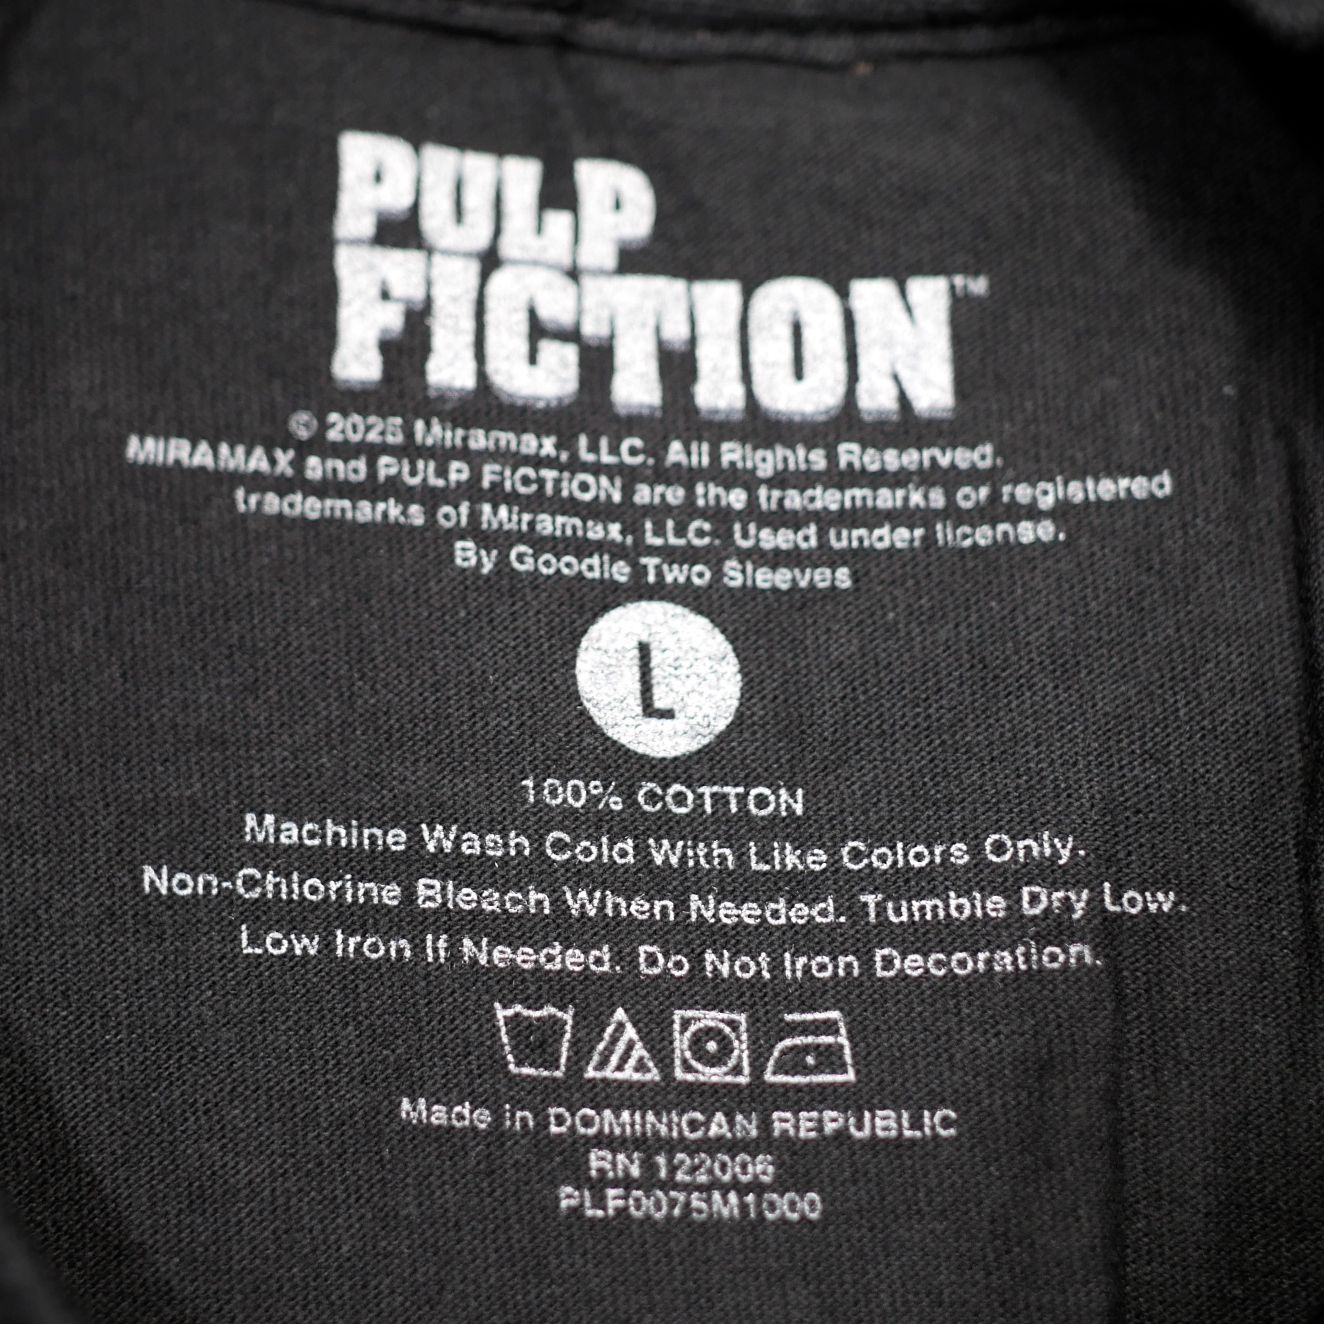 PULP
FICTION™
© 2025 Miramax, LLC. All Rights Reserved.
MIRAMAX and PULP FICTION are the trademarks or registered
trademarks of Miramax, LLC. Used under license.
By Goodie Two Sleeves
L
100% COTTON
Machine Wash Cold With Like Colors Only.
Non-Chlorine Bleach When Needed. Tumble Dry Low.
Low Iron If Needed. Do Not Iron Decoration.
Made in DOMINICAN REPUBLIC
RN 122006
PLF0075M1000